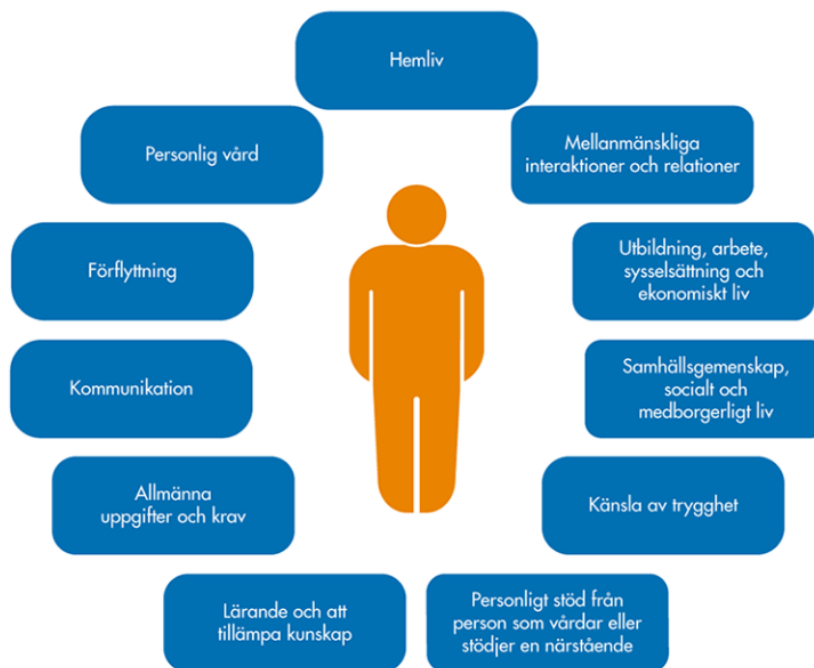 Hemliv
Personlig vård
Mellanmänskliga
interaktioner och relationer
Förflyttning
Utbildning, arbete,
sysselsättning och
ekonomiskt liv
Kommunikation
Samhällsgemenskap,
socialt och
medborgerligt liv
Allmänna
uppgifter och krav
Känsla av trygghet
Lärande och att
tillämpa kunskap
Personligt stöd från
person som vårdar eller
stödjer en närstående